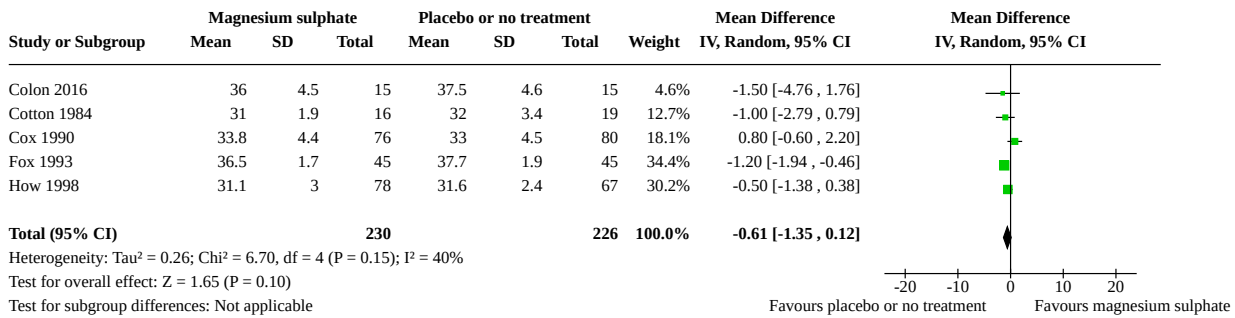 Magnesium sulphate Placebo or no treatment Mean Difference Mean Difference
Study or Subgroup Mean SD Total Mean SD Total Weight IV, Random, 95% CI IV, Random, 95% CI
Colon 2016 36 4.5 15 37.5 4.6 15 4.6% -1.50 [-4.76 , 1.76]
Cotton 1984 31 1.9 16 32 3.4 19 12.7% -1.00 [-2.79 , 0.79]
Cox 1990 33.8 4.4 76 33 4.5 80 18.1% 0.80 [-0.60 , 2.20]
Fox 1993 36.5 1.7 45 37.7 1.9 45 34.4% -1.20 [-1.94 , -0.46]
How 1998 31.1 3 78 31.6 2.4 67 30.2% -0.50 [-1.38 , 0.38]
Total (95% CI) 230 226 100.0% -0.61 [-1.35 , 0.12]
Heterogeneity: Tau² = 0.26; Chi² = 6.70, df = 4 (P = 0.15); I² = 40%
Test for overall effect: Z = 1.65 (P = 0.10) -20 -10 0 10 20
Test for subgroup differences: Not applicable Favours placebo or no treatment Favours magnesium sulphate